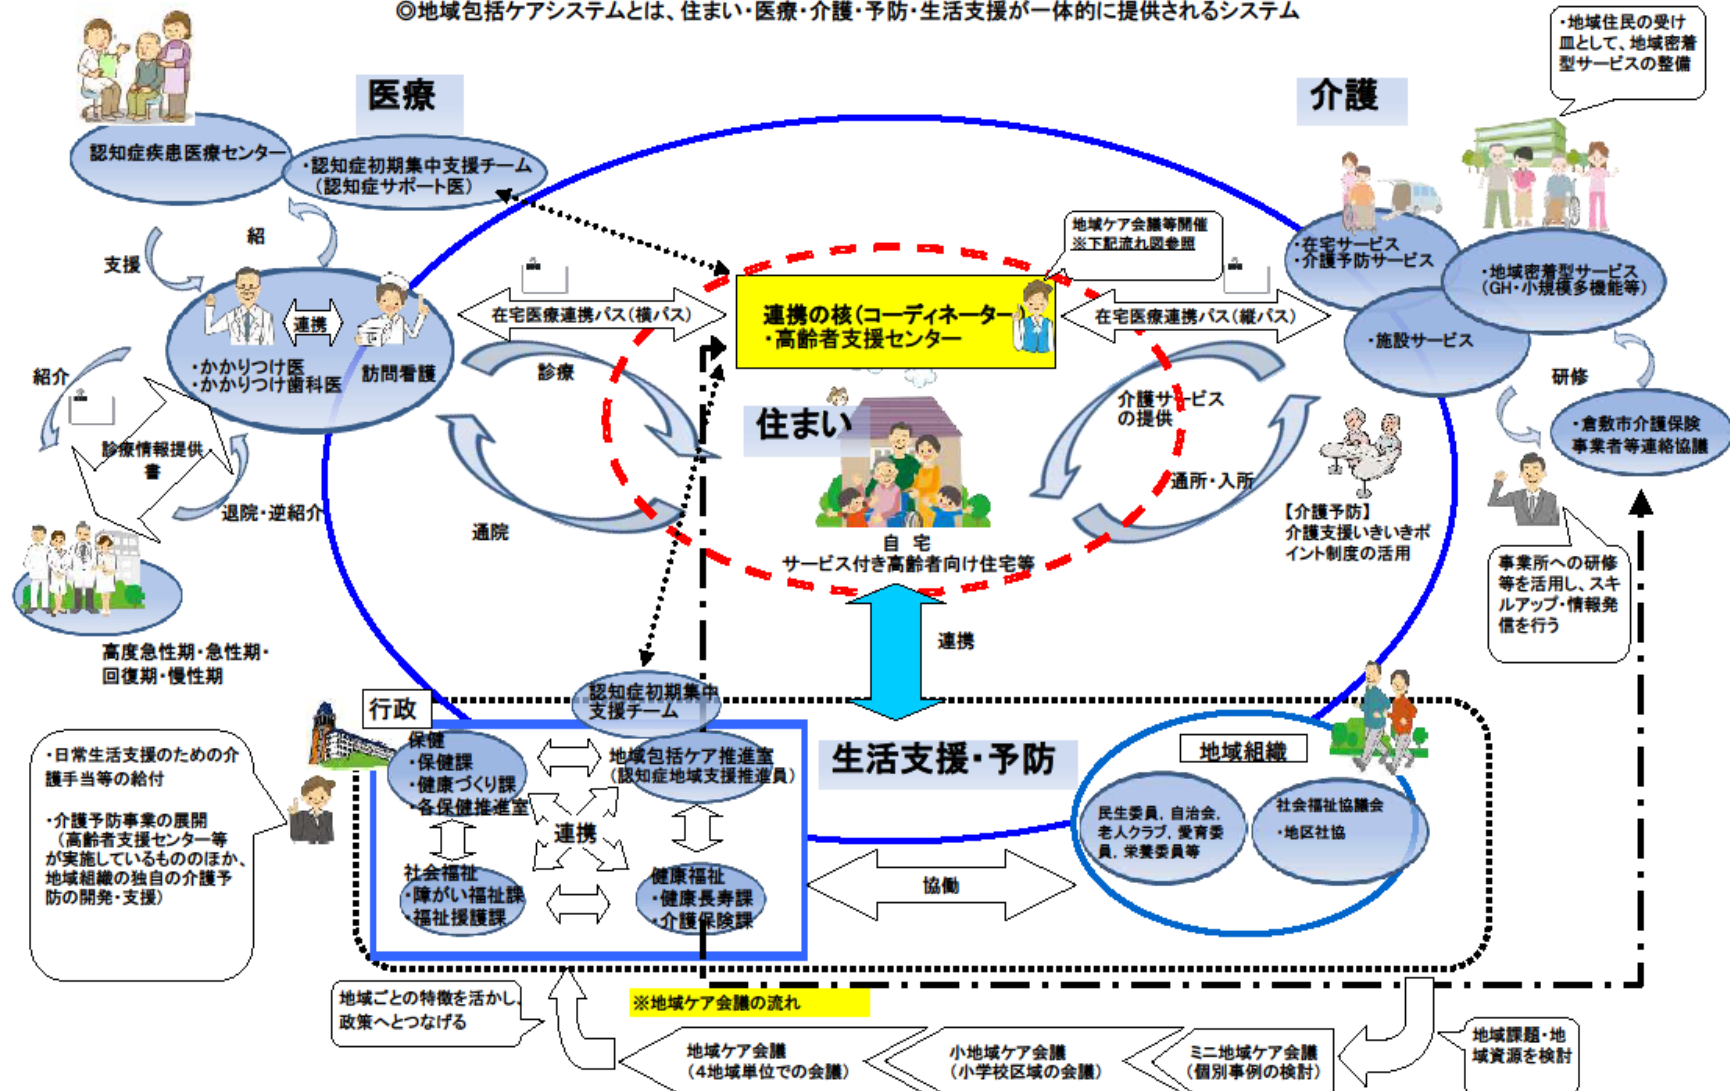 ◎地域包括ケアシステムとは、住まい・医療・介護・予防・生活支援が一体的に提供されるシステム
・地域住民の受け
皿として、地域密着
型サービスの整備
医療
介護
認知症疾患医療センター
・認知症初期集中支援チーム
（認知症サポート医）
紹
支援
地域ケア会議等開催
※下記流れ図参照
・在宅サービス
・介護予防サービス
・地域密着型サービス
（GH・小規模多機能等）
・施設サービス
連携
・かかりつけ医
・かかりつけ歯科医
訪問看護
在宅医療連携パス（横パス）
連携の核（コーディネーター）
・高齢者支援センター
在宅医療連携パス（縦パス）
紹介
診療情報提供
書
退院・逆紹介
診療
通院
住まい
介護サービス
の提供
通所・入所
研修
・倉敷市介護保険
事業者等連絡協議
自 宅
サービス付き高齢者向け住宅等
【介護予防】
介護支援いきいきポ
イント制度の活用
事業所への研修
等を活用し、スキ
ルアップ・情報発
信を行う
高度急性期・急性期・
回復期・慢性期
連携
行政
認知症初期集中
支援チーム
・日常生活支援のための介
護手当等の給付
・介護予防事業の展開
（高齢者支援センター等
が実施しているもののほか、
地域組織の独自の介護予
防の開発・支援）
保健
・保健課
・健康づくり課
・各保健推進室
地域包括ケア推進室
（認知症地域支援推進員）
連携
社会福祉
・障がい福祉課
・福祉援護課
健康福祉
・健康長寿課
・介護保険課
生活支援・予防
地域組織
民生委員，自治会，
老人クラブ，愛育委
員，栄養委員等
社会福祉協議会
・地区社協
協働
地域ごとの特徴を活かし、
政策へとつなげる
※地域ケア会議の流れ
地域ケア会議
（4地域単位での会議）
小地域ケア会議
（小学校区域の会議）
ミニ地域ケア会議
（個別事例の検討）
地域課題・地
域資源を検討